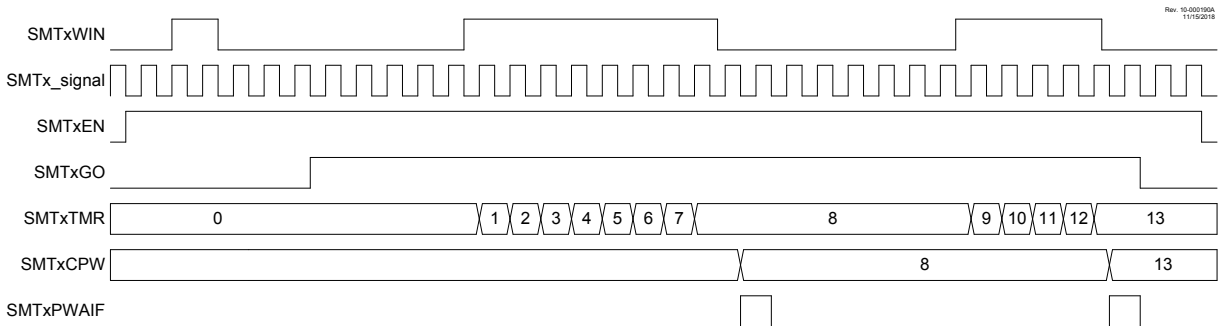 Rev. 10-000190A
11/15/2018
SMTxWIN
SMTx_signal
SMTxEN
SMTxGO
SMTxTMR 0 1 2 3 4 5 6 7 8 9 10 11 12 13
SMTxCPW 8 13
SMTxPWAIF